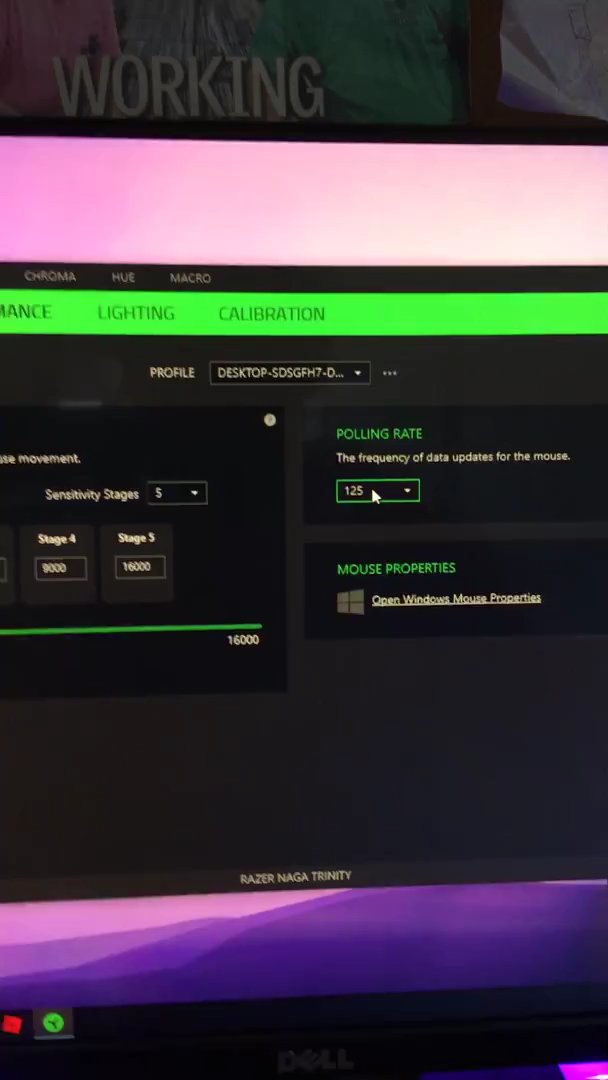 WORKING
CHROMA HUE MACRO
MANCE LIGHTING CALIBRATION
PROFILE DESKTOP-SDSGFH7-D... •••
POLLING RATE
The frequency of data updates for the mouse.
125
use movement.
Sensitivity Stages 5
Stage 4 Stage 5
9000 16000
16000
MOUSE PROPERTIES
Open Windows Mouse Properties
RAZER NAGA TRINITY
DELL